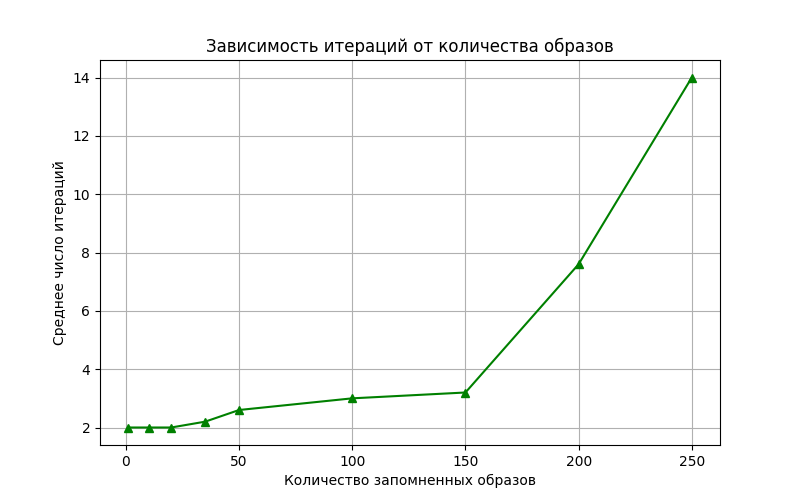 Зависимость итераций от количества образов
Среднее число итераций
14
12
10
8
6
4
2
0 50 100 150 200 250
Количество запомненных образов